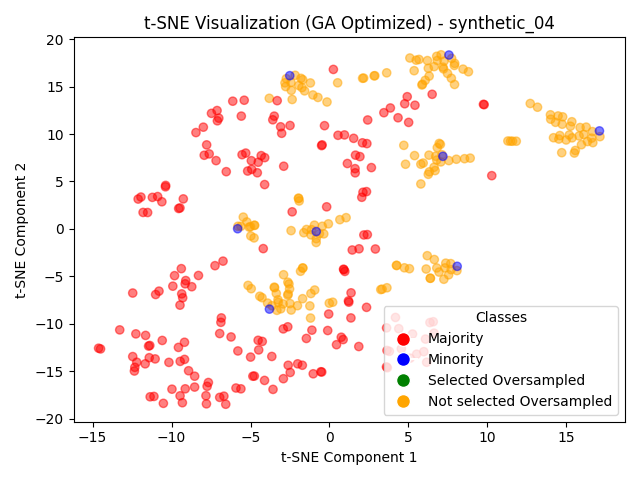 t-SNE Visualization (GA Optimized) - synthetic_04
20
15
10
5
0
−5
−10
−15
−20
t-SNE Component 2
Classes
Majority
Minority
Selected Oversampled
Not selected Oversampled
−15 −10 −5 0 5 10 15
t-SNE Component 1